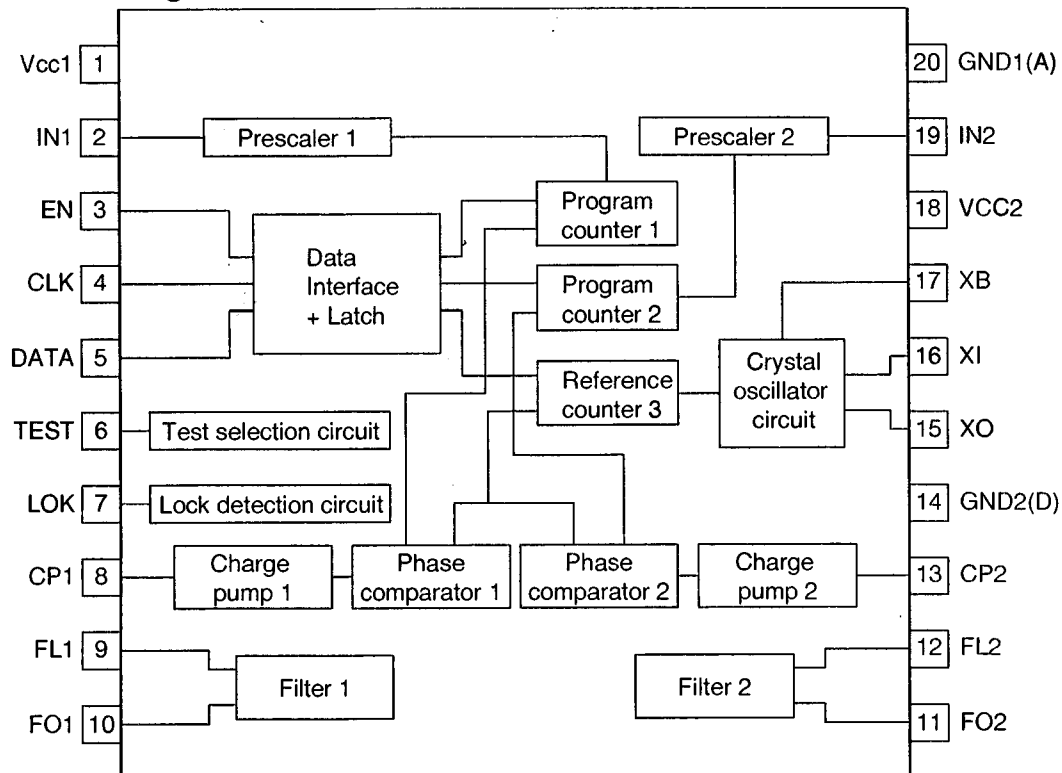 Vcc1 1
20 GND1(A)
IN1 2
Prescaler 1
Prescaler 2
19 IN2
EN 3
Program
counter 1
18 VCC2
Data
Interface
+ Latch
CLK 4
Program
counter 2
17 XB
DATA 5
Reference
counter 3
Crystal
oscillator
circuit
16 XI
TEST 6
Test selection circuit
15 XO
LOK 7
Lock detection circuit
14 GND2(D)
CP1 8
Charge
pump 1
Phase
comparator 1
Phase
comparator 2
Charge
pump 2
13 CP2
FL1 9
Filter 1
Filter 2
12 FL2
FO1 10
11 FO2